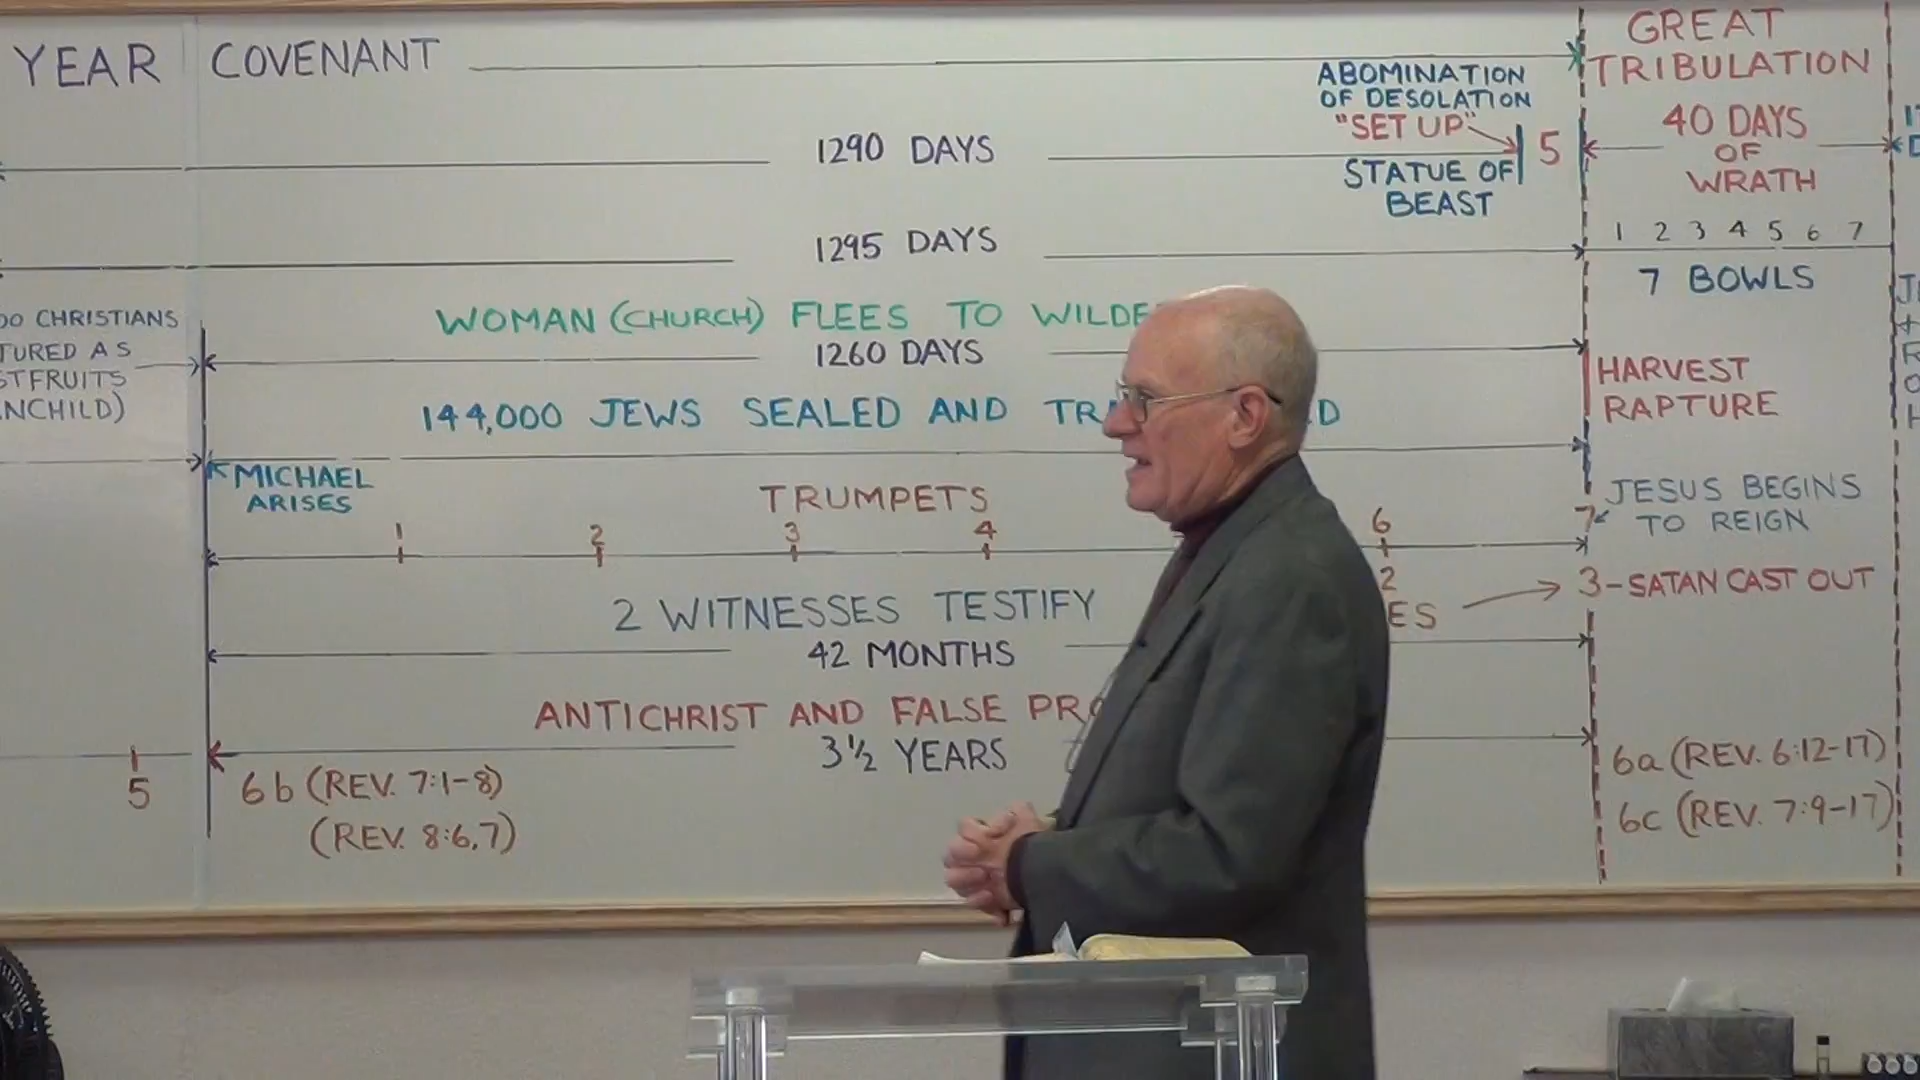 YEAR COVENANT
GREAT
TRIBULATION
ABOMINATION
OF DESOLATION
"SET UP"
STATUE OF
BEAST
5
1290 DAYS
40 DAYS
OF
WRATH
1295 DAYS
1 2 3 4 5 6 7
7 BOWLS
CHRISTIANS
AS
WOMAN (CHURCH) FLEES TO
1260 DAYS
HARVEST
RAPTURE
144,000 JEWS SEALED AND
MICHAEL
ARISES
TRUMPETS
1 2 3 4 6 7
JESUS BEGINS
TO REIGN
2
3-SATAN CAST OUT
2 WITNESSES TESTIFY
42 MONTHS
ANTICHRIST AND FALSE
3½ YEARS
5
6b (REV. 7:1-8)
(REV. 8:6,7)
6a (REV. 6:12-17)
6c (REV. 7:9-17)